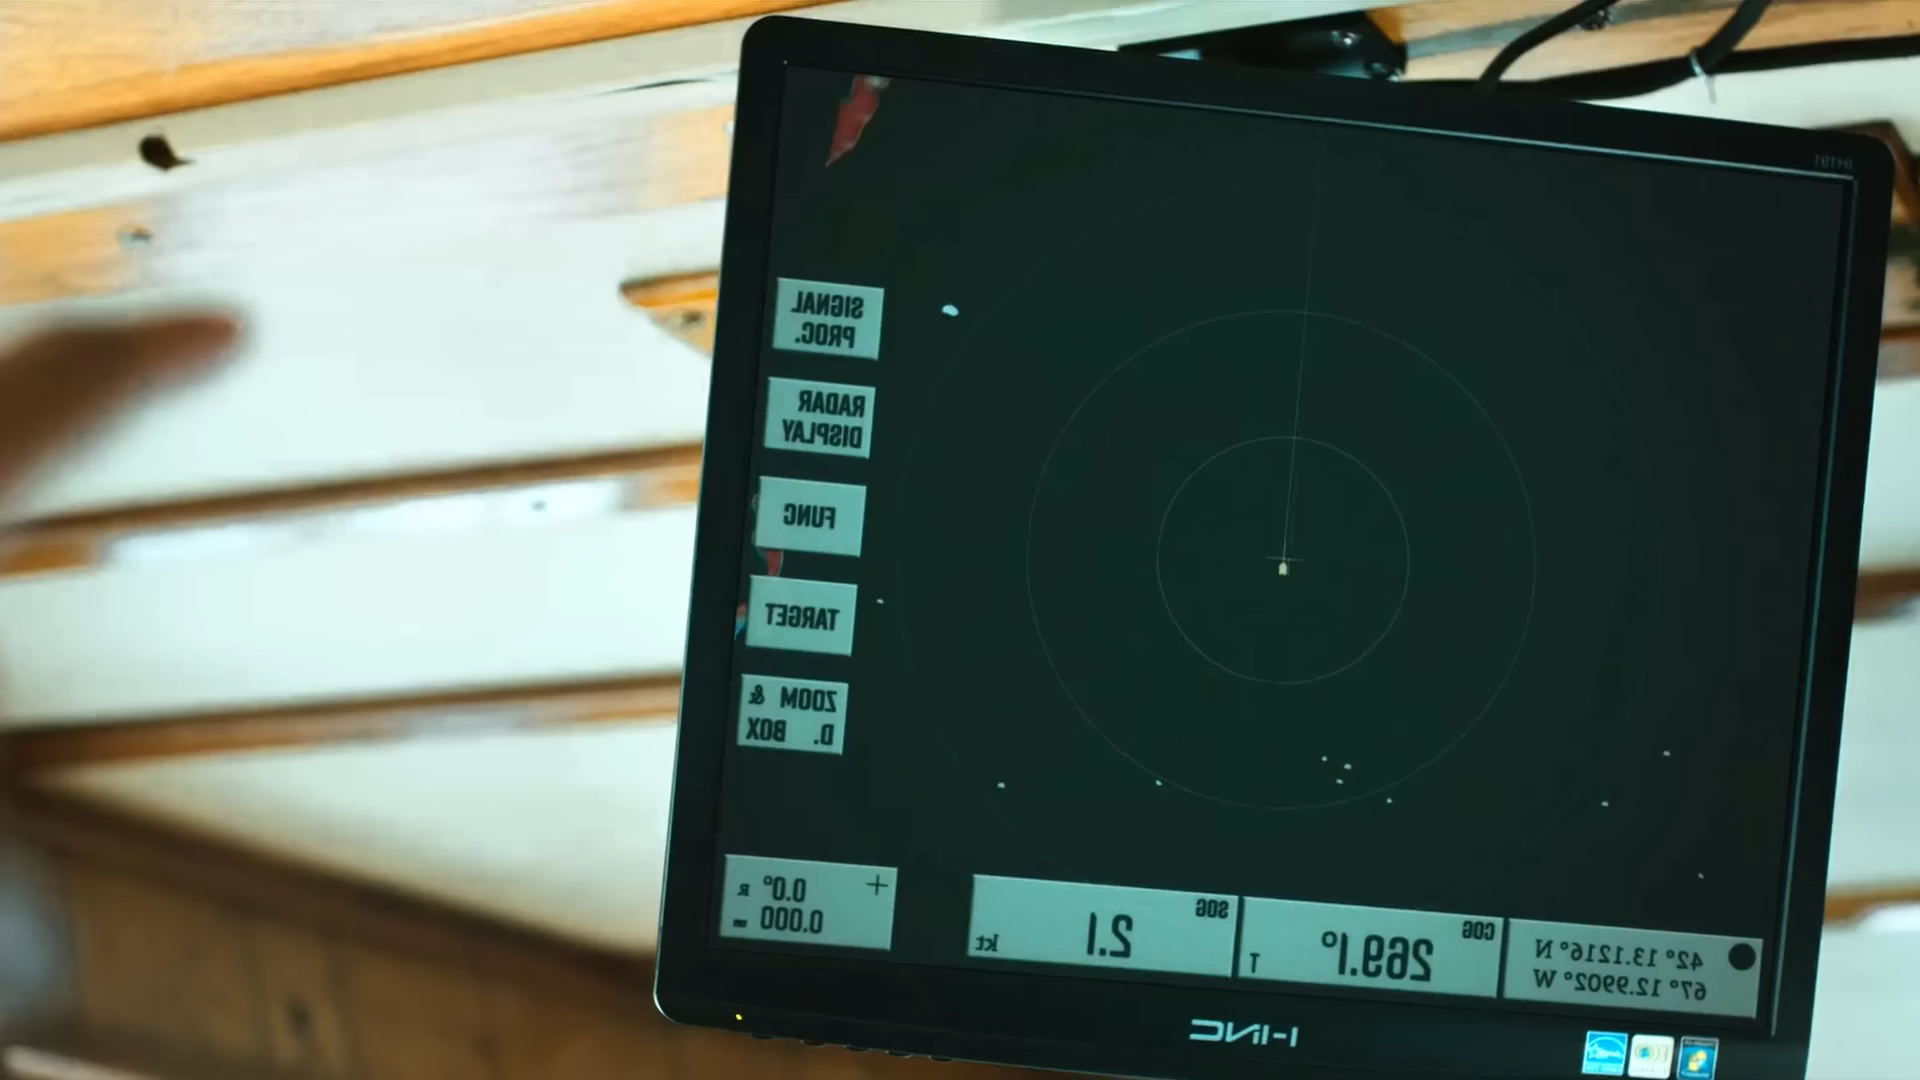 IH191
SIGNAL
PROC.
RADAR
DISPLAY
FUNC
TARGET
ZOOM &
D. BOX
42° 13.1216° N
67° 12.9902° W
COG
269.1° T
SOG
2.1 kt
+ 0.0° R
0.000
I-INC